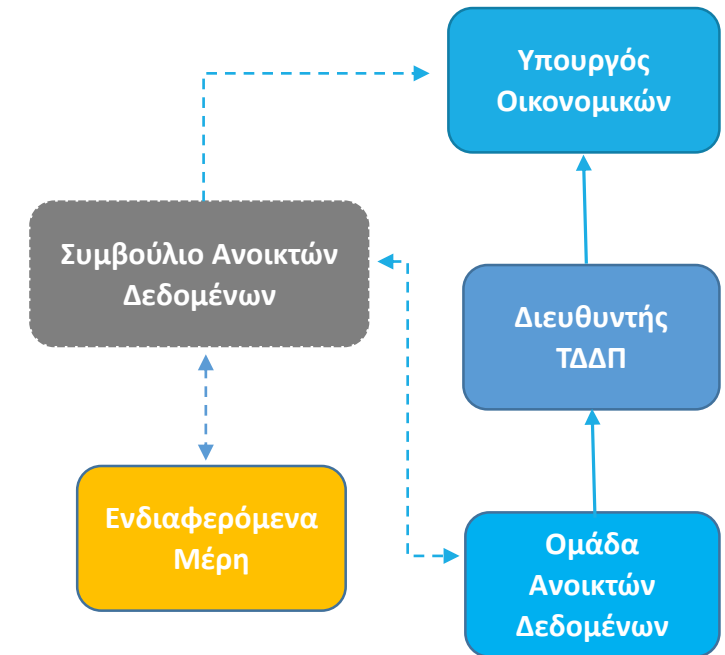 Υπουργός
Οικονομικών
Συμβούλιο Ανοικτών
Δεδομένων
Διευθυντής
ΤΔΔΠ
Ενδιαφερόμενα
Μέρη
Ομάδα
Ανοικτών
Δεδομένων